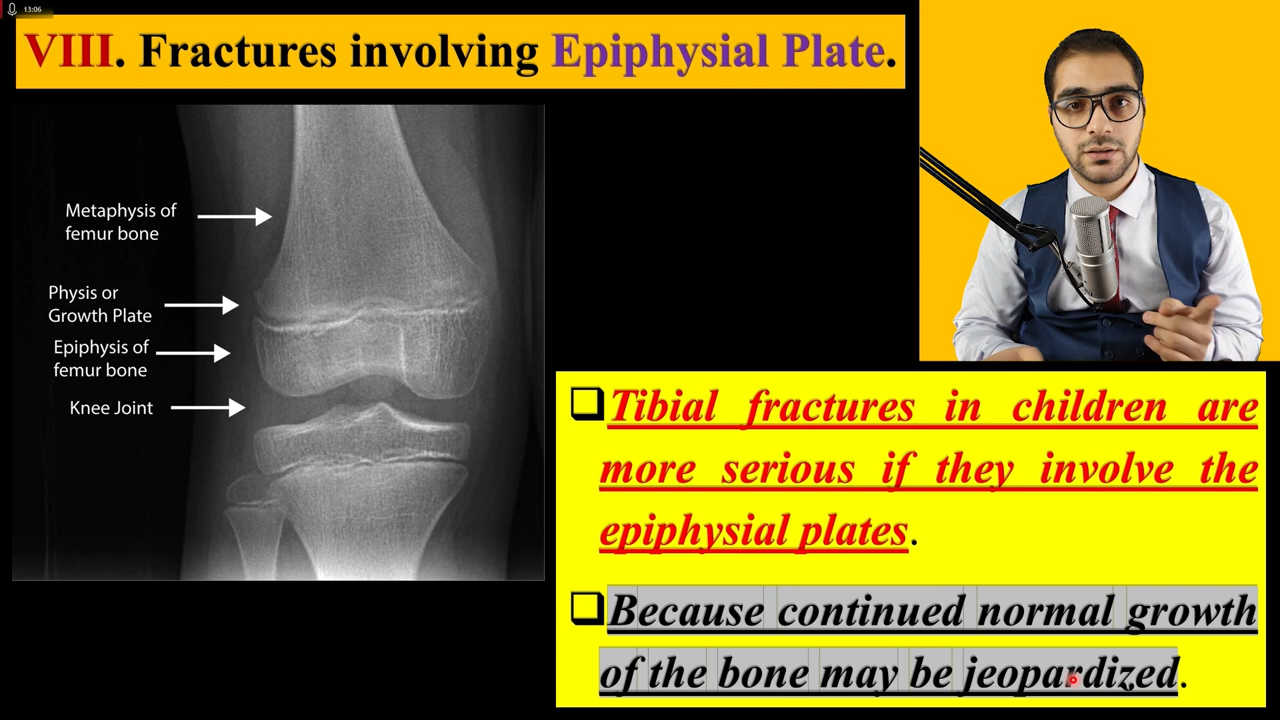 13:06
VIII. Fractures involving Epiphysial Plate.
Metaphysis of
femur bone
Physis or
Growth Plate
Epiphysis of
femur bone
Knee Joint
❑Tibial fractures in children are
more serious if they involve the
epiphysial plates.
❑Because continued normal growth
of the bone may be jeopardized.